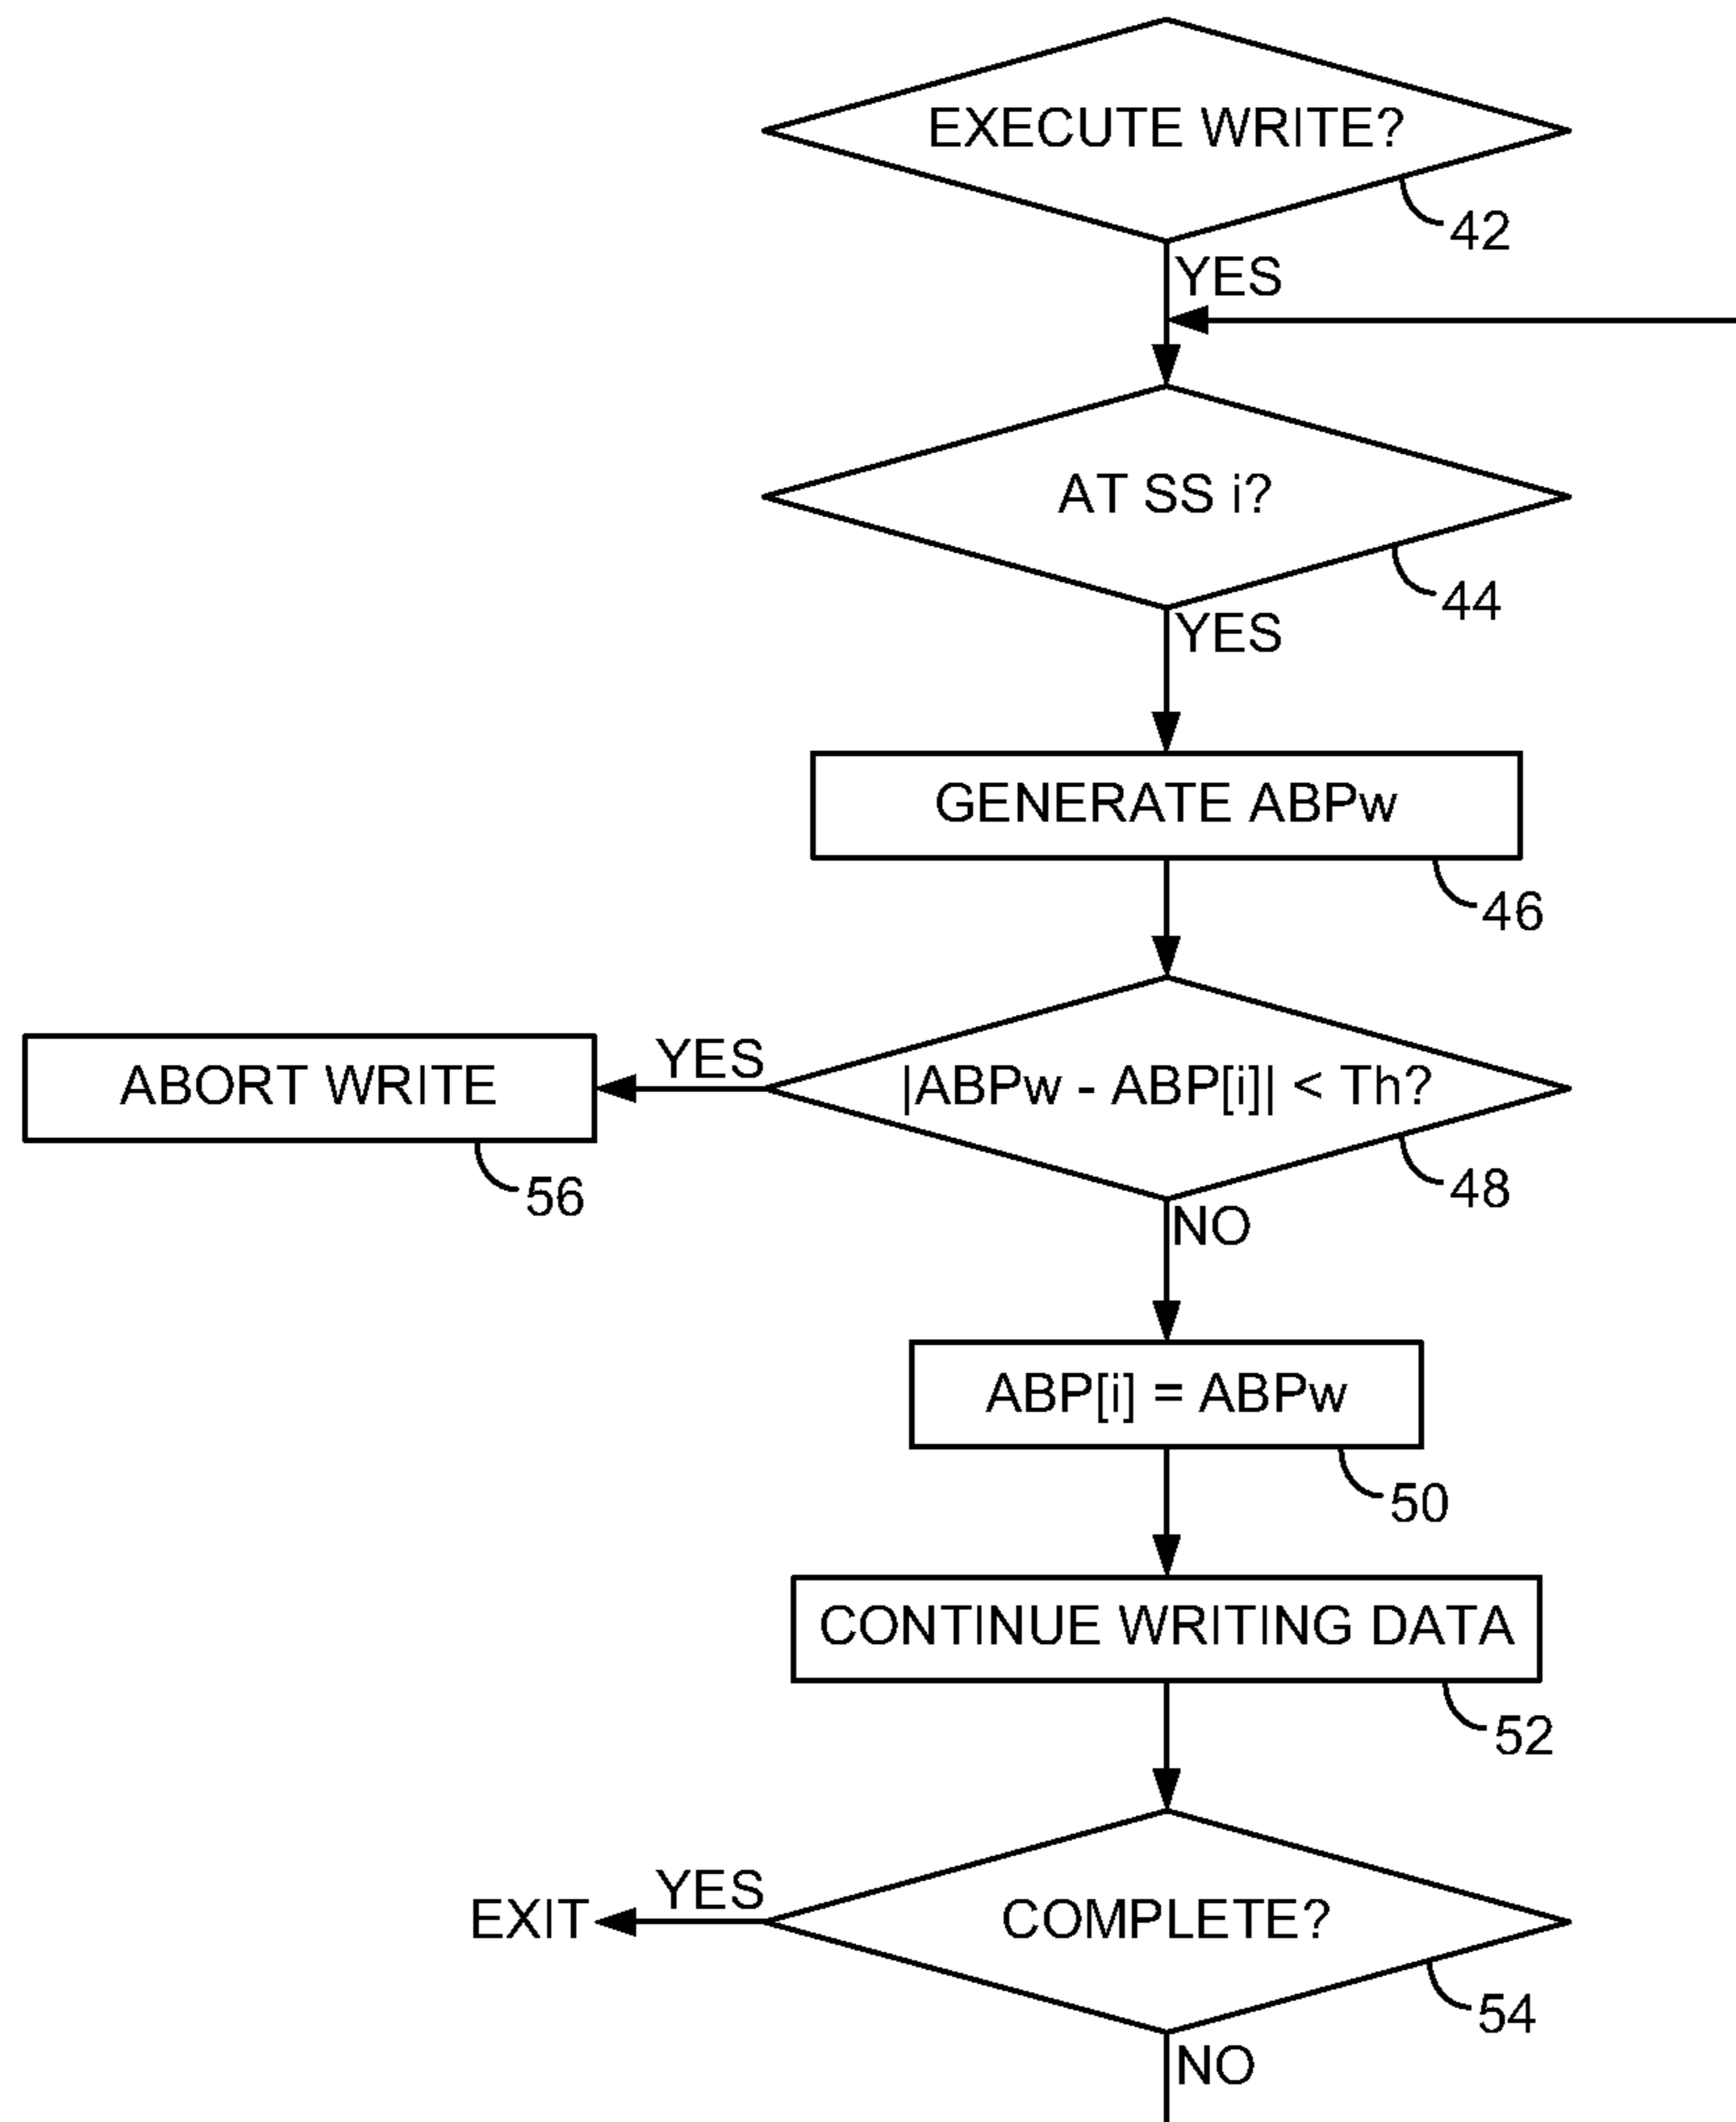 EXECUTE WRITE?
42
YES
AT SS i?
44
YES
GENERATE ABPw
46
YES
ABORT WRITE
|ABPw - ABP[i]| < Th?
56
48
NO
ABP[i] = ABPw
50
CONTINUE WRITING DATA
52
YES
EXIT
COMPLETE?
54
NO